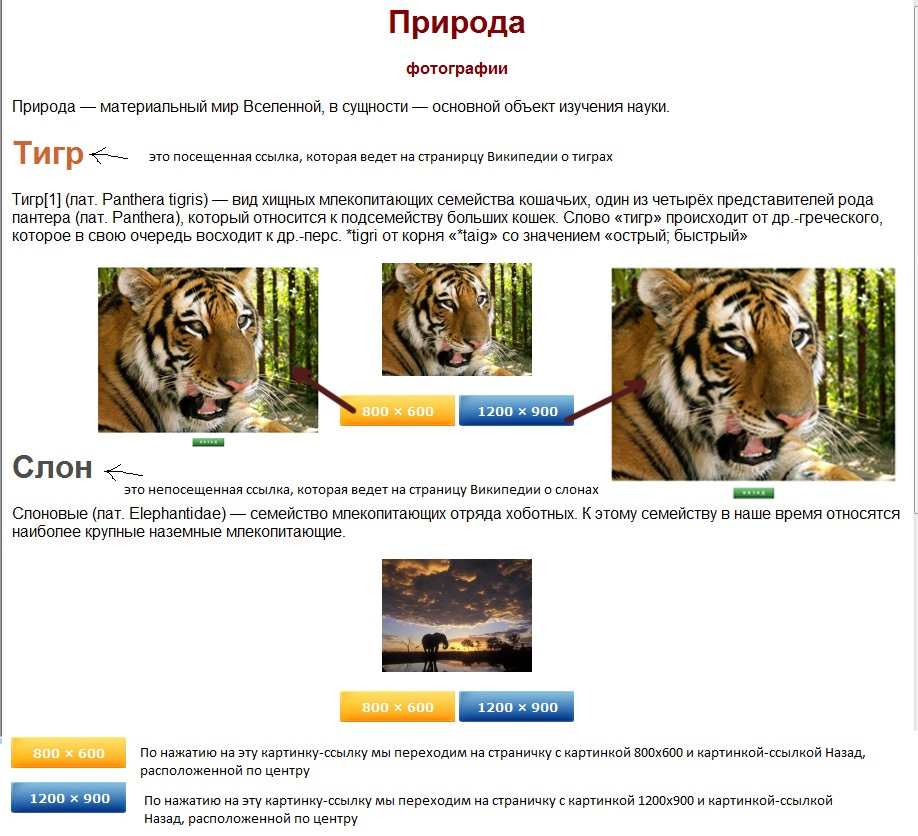 Природа
фотографии
Природа — материальный мир Вселенной, в сущности — основной объект изучения науки.
Тигр
это посещенная ссылка, которая ведет на странирцу Википедии о тиграх
Тигр[1] (лат. Panthera tigris) — вид хищных млекопитающих семейства кошачьих, один из четырёх представителей рода
пантера (лат. Panthera), который относится к подсемейству больших кошек. Слово «тигр» происходит от др.-греческого,
которое в свою очередь восходит к др.-перс. *tigri от корня «*taig» со значением «острый; быстрый»
800 × 600
1200 × 900
НАЗАД
НАЗАД
Слон
это непосещенная ссылка, которая ведет на страницу Википедии о слонах
Слоновые (лат. Elephantidae) — семейство млекопитающих отряда хоботных. К этому семейству в наше время относятся
наиболее крупные наземные млекопитающие.
800 × 600
1200 × 900
800 × 600
По нажатию на эту картинку-ссылку мы переходим на страничку с картинкой 800х600 и картинкой-ссылкой Назад,
расположенной по центру
1200 × 900
По нажатию на эту картинку-ссылку мы переходим на страничку с картинкой 1200х900 и картинкой-ссылкой
Назад, расположенной по центру